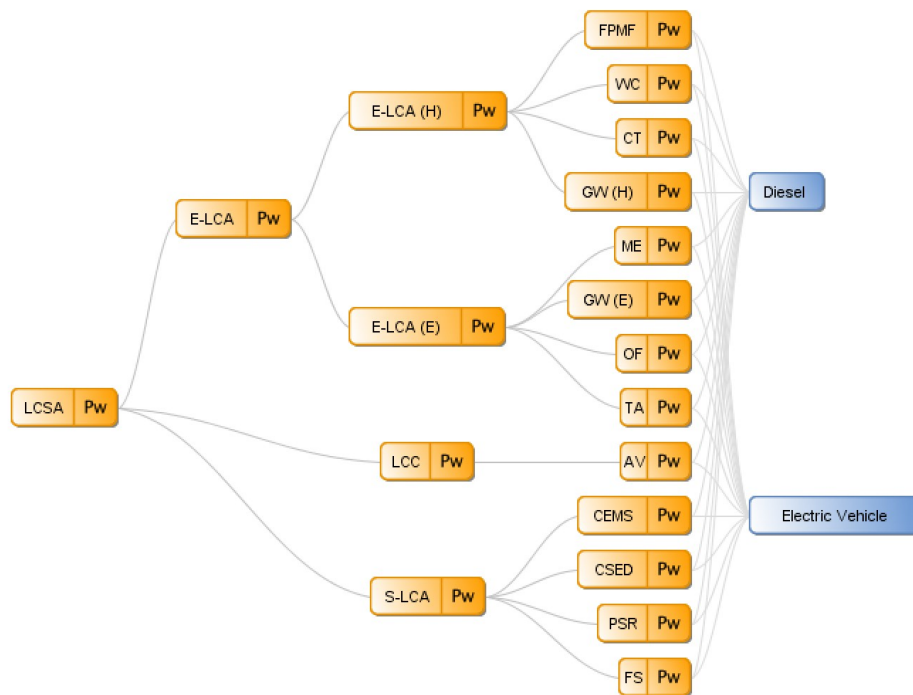 FPMF Pw
WC Pw
E-LCA (H) Pw
CT Pw
GW (H) Pw
Diesel
E-LCA Pw
ME Pw
GW (E) Pw
E-LCA (E) Pw
OF Pw
TA Pw
LCSA Pw
LCC Pw
AV Pw
CEMS Pw
Electric Vehicle
CSED Pw
S-LCA Pw
PSR Pw
FS Pw